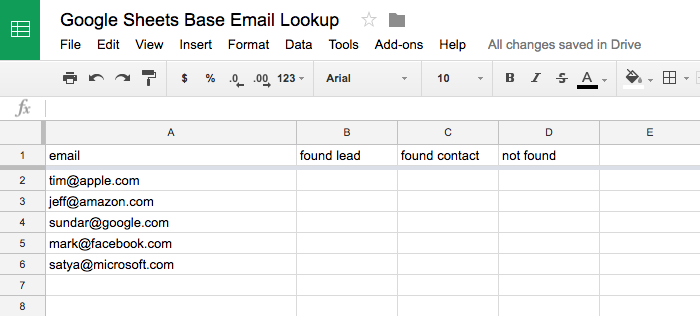 Google Sheets Base Email Lookup
File Edit View Insert Format Data Tools Add-ons Help All changes saved in Drive
$ % .0 .00 123 Arial 10 B I S A
fx
A B C D E
1 email found lead found contact not found
2 tim@apple.com
3 jeff@amazon.com
4 sundar@google.com
5 mark@facebook.com
6 satya@microsoft.com
7
8